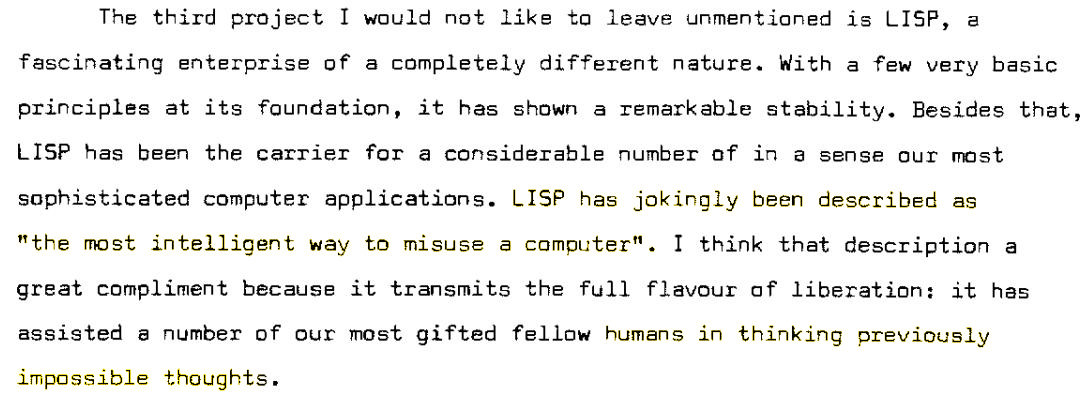 The third project I would not like to leave unmentioned is LISP, a
fascinating enterprise of a completely different nature. With a few very basic
principles at its foundation, it has shown a remarkable stability. Besides that,
LISP has been the carrier for a considerable number of in a sense our most
sophisticated computer applications. LISP has jokingly been described as
"the most intelligent way to misuse a computer". I think that description a
great compliment because it transmits the full flavour of liberation: it has
assisted a number of our most gifted fellow humans in thinking previously
impossible thoughts.